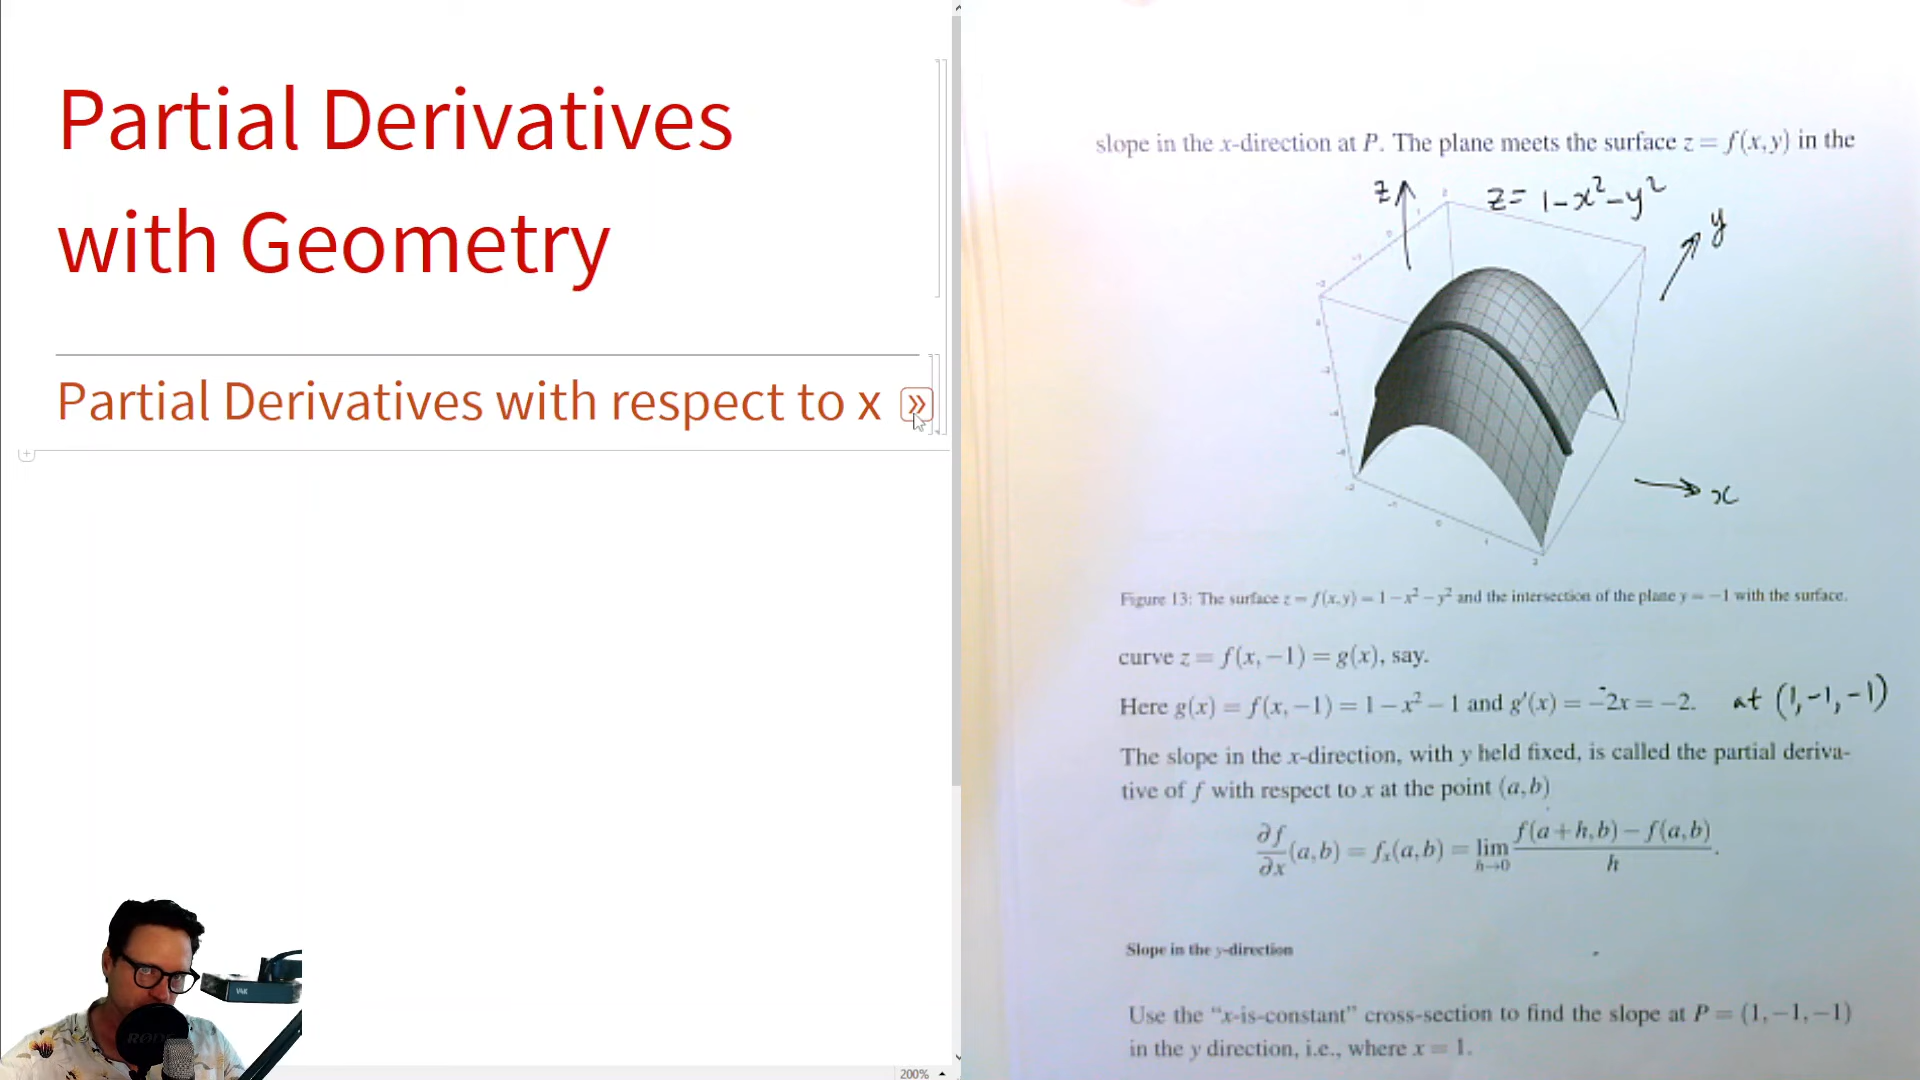 Partial Derivatives
with Geometry
Partial Derivatives with respect to x
200%
V4K
RØDE
slope in the x-direction at P. The plane meets the surface z = f(x,y) in the
z
z = 1-x²-y²
y
x
Figure 13: The surface z = f(x,y) = 1 − x² − y² and the intersection of the plane y = −1 with the surface.
curve z = f(x,−1) = g(x), say.
Here g(x) = f(x,−1) = 1 − x² − 1 and g′(x) = −2x = −2. at (1,-1,-1)
The slope in the x-direction, with y held fixed, is called the partial deriva-
tive of f with respect to x at the point (a,b)
∂f/∂x (a,b) = fₓ(a,b) = lim h→0 f(a+h,b) − f(a,b) / h .
Slope in the y-direction
Use the “x-is-constant” cross-section to find the slope at P = (1,−1,−1)
in the y direction, i.e., where x = 1.